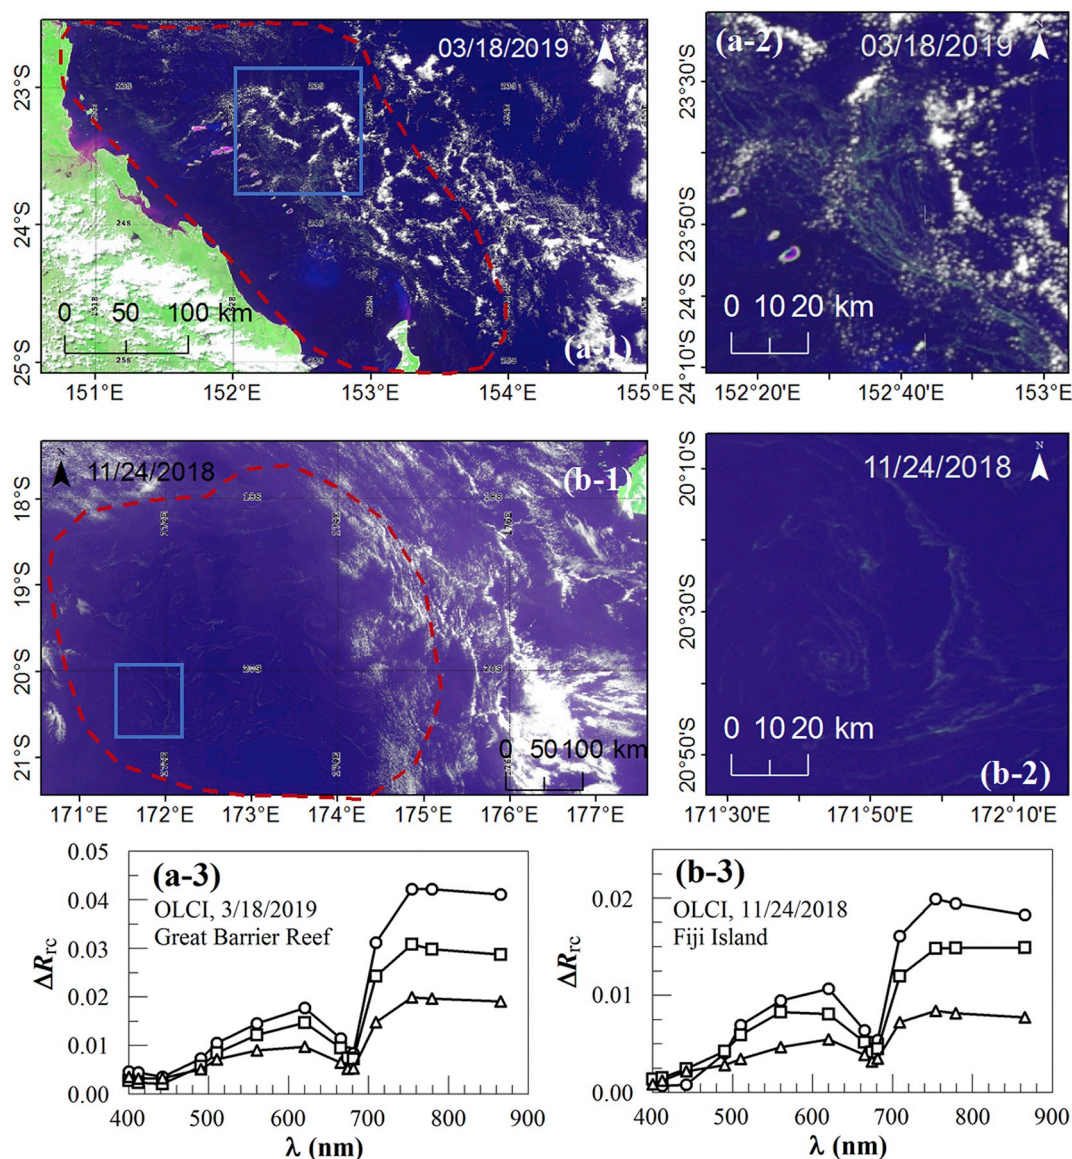 03/18/2019
23°S
24°S
25°S
0 50 100 km
(a-1)
151°E 152°E 153°E 154°E 155°E
(a-2)
03/18/2019
N
23°30'S
23°50'S
24°S
24°10'S
0 10 20 km
152°20'E 152°40'E 153°E
11/24/2018
(b-1)
18°S
19°S
20°S
21°S
0 50 100 km
171°E 172°E 173°E 174°E 175°E 176°E 177°E
11/24/2018
N
20°10'S
20°30'S
20°50'S
0 10 20 km
(b-2)
171°30'E 171°50'E 172°10'E
(a-3)
OLCI, 3/18/2019
Great Barrier Reef
ΔRrc
0.05
0.04
0.03
0.02
0.01
0.00
400 500 600 700 800 900
λ (nm)
(b-3)
OLCI, 11/24/2018
Fiji Island
ΔRrc
0.02
0.01
0.00
400 500 600 700 800 900
λ (nm)